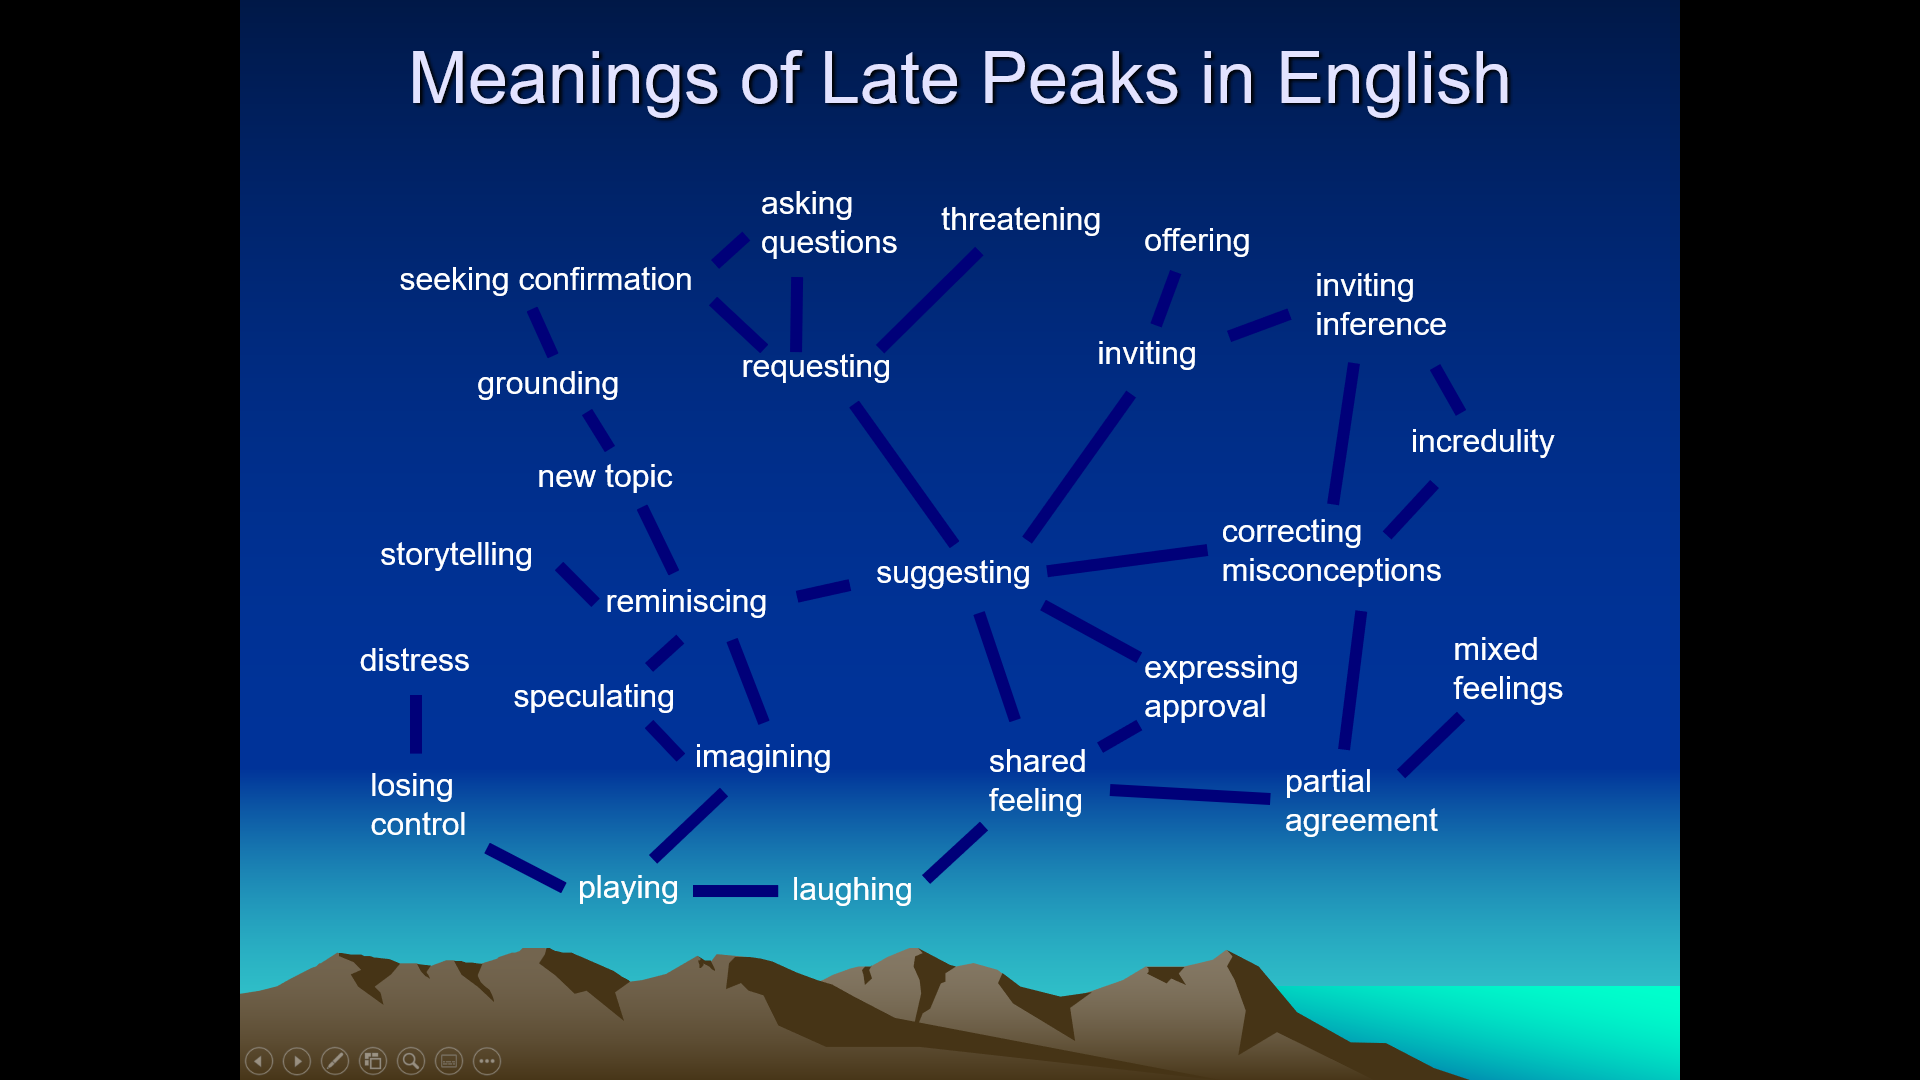 Meanings of Late Peaks in English
asking
questions
threatening
offering
seeking confirmation
inviting
inference
requesting
inviting
grounding
incredulity
new topic
correcting
misconceptions
storytelling
suggesting
reminiscing
distress
mixed
feelings
expressing
approval
speculating
imagining
shared
feeling
losing
control
partial
agreement
playing
laughing